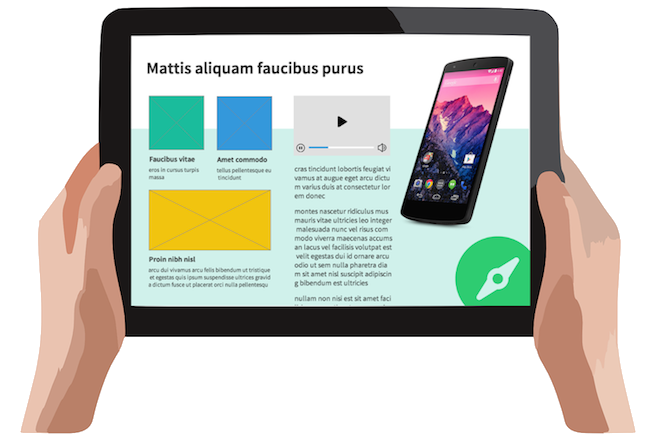 Mattis aliquam faucibus purus
Faucibus vitae
eros in cursus turpis
massa
Amet commodo
tellus pellentesque eu
tincidunt
Proin nibh nisl
arcu dui vivamus arcu felis bibendum ut tristique
et egestas quis ipsum suspendisse ultrices gravid
a dictum fusce ut placerat orci nulla pellentesqu
cras tincidunt lobortis feugiat vi
vamus at augue eget arcu dictu
m varius duis at consectetur lor
em donec
montes nascetur ridiculus mus
mauris vitae ultricies leo integer
malesuada nunc vel risus com
modo viverra maecenas accums
an lacus vel facilisis volutpat est
velit egestas dui id ornare arcu
odio ut sem nulla pharetra dia
m sit amet nisl suscipit adipiscin
g bibendum est ultricies
nullam non nisi est sit amet faci